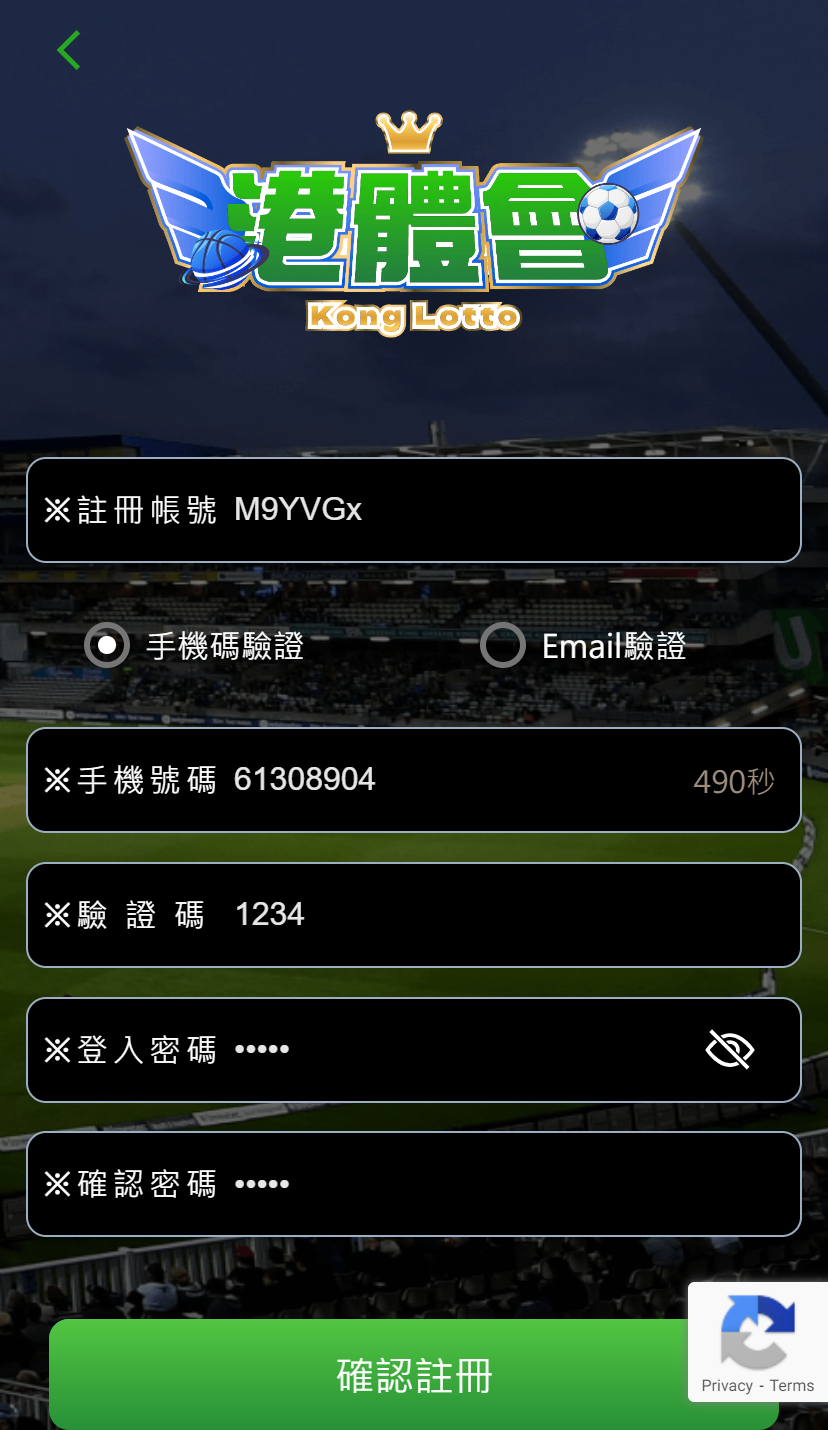 港體會
Kong Lotto
※註冊帳號 M9YVGx
手機碼驗證 Email驗證
※手機號碼 61308904 490秒
※驗 證 碼 1234
※登入密碼 •••••
※確認密碼 •••••
確認註冊
Privacy - Terms